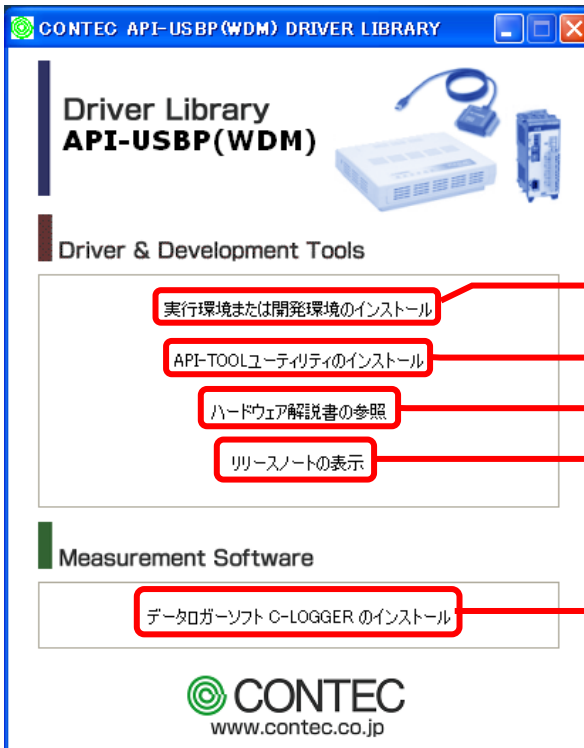 CONTEC API-USBP(WDM) DRIVER LIBRARY
Driver Library
API-USBP(WDM)
Driver & Development Tools
実行環境または開発環境のインストール
API-TOOLユーティリティのインストール
ハードウェア解説書の参照
リリースノートの表示
Measurement Software
データロガーソフト C-LOGGER のインストール
CONTEC
www.contec.co.jp